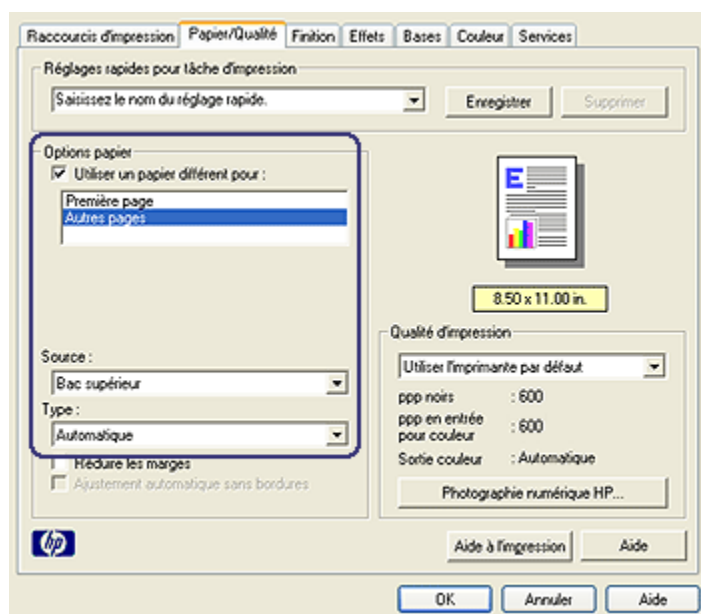 Raccourcis d'impression Papier/Qualité Finition Effets Bases Couleur Services
Réglages rapides pour tâche d'impression
Saisissez le nom du réglage rapide. Enregistrer Supprimer
Options papier
Utiliser un papier différent pour :
Première page
Autres pages
E
8.50 x 11.00 in.
Source :
Bac supérieur
Type :
Automatique
Réduire les marges
Ajustement automatique sans bordures
Qualité d'impression
Utiliser l'imprimante par défaut
ppp noirs : 600
ppp en entrée
pour couleur : 600
Sortie couleur : Automatique
Photographie numérique HP...
hp
Aide à l'impression Aide
OK Annuler Aide